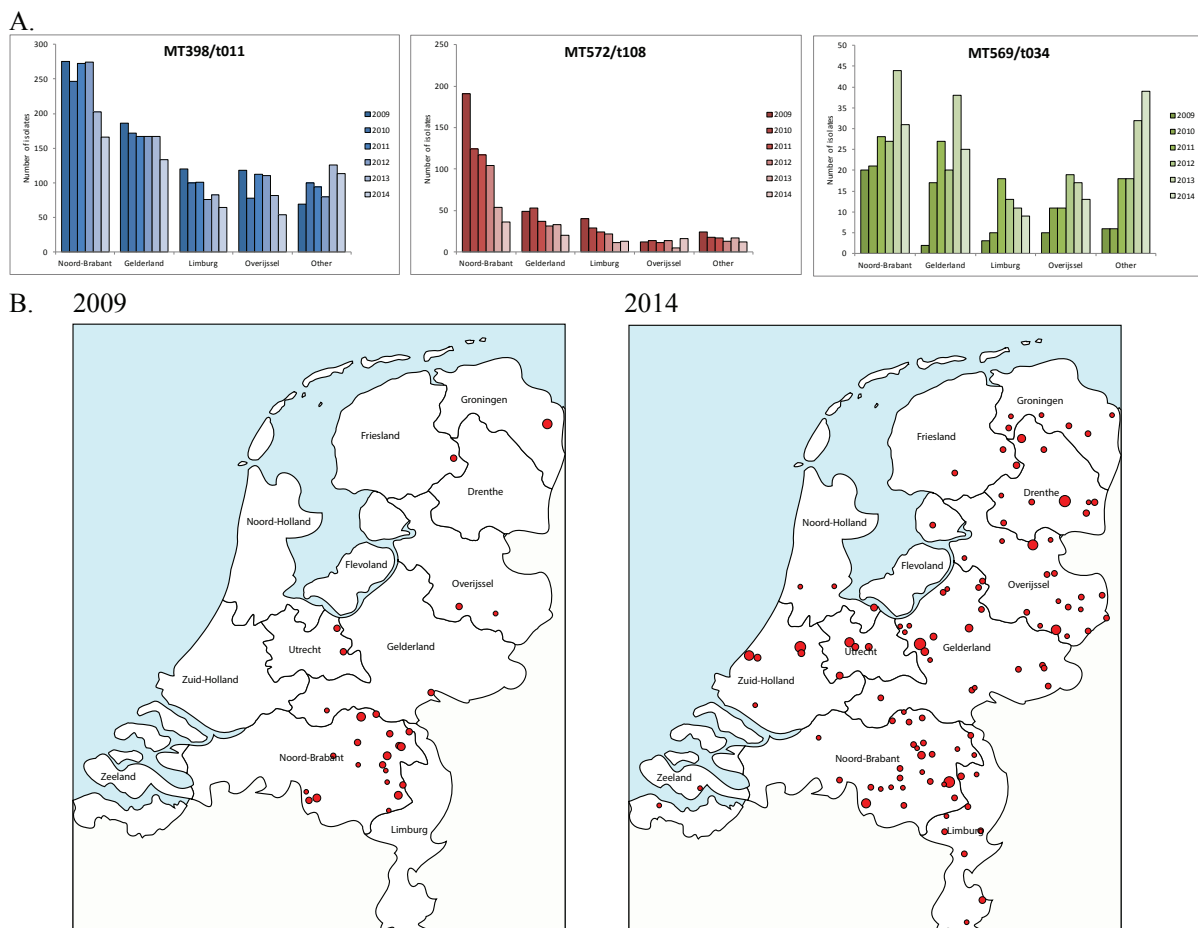 A.
MT398/t011
Number of isolates
300
250
200
150
100
50
0
Noord-Brabant Gelderland Limburg Overijssel Other
2009
2010
2011
2012
2013
2014
MT572/t108
Number of isolates
250
200
150
100
50
0
Noord-Brabant Gelderland Limburg Overijssel Other
2009
2010
2011
2012
2013
2014
MT569/t034
Number of isolates
50
45
40
35
30
25
20
15
10
5
0
Noord-Brabant Gelderland Limburg Overijssel Other
2009
2010
2011
2012
2013
2014
B. 2009
Groningen
Friesland
Drenthe
Noord-Holland
Flevoland
Overijssel
Utrecht
Gelderland
Zuid-Holland
Noord-Brabant
Zeeland
Limburg
2014
Groningen
Friesland
Drenthe
Noord-Holland
Flevoland
Overijssel
Utrecht
Gelderland
Zuid-Holland
Noord-Brabant
Zeeland
Limburg